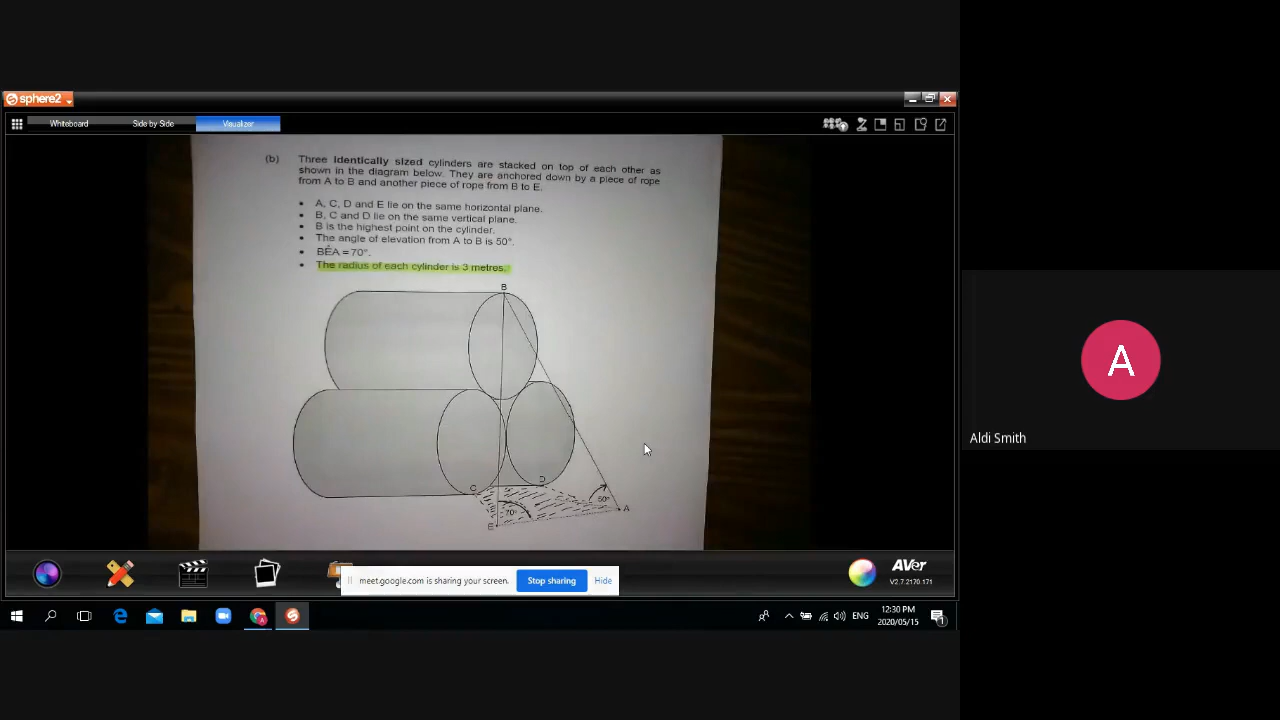 sphere2
Whiteboard
Side by Side
Visualizer
(b) Three identically sized cylinders are stacked on top of each other as
shown in the diagram below. They are anchored down by a piece of rope
from A to B and another piece of rope from B to E.
• A, C, D and E lie on the same horizontal plane.
• B, C and D lie on the same vertical plane.
• B is the highest point on the cylinder.
• The angle of elevation from A to B is 50°.
• BÊA = 70°.
• The radius of each cylinder is 3 metres.
B
C
D
50°
A
70°
E
Aldi Smith
A
AVer
V2.7.2170.171
meet.google.com is sharing your screen.
Stop sharing
Hide
ENG
12:30 PM
2020/05/15
1